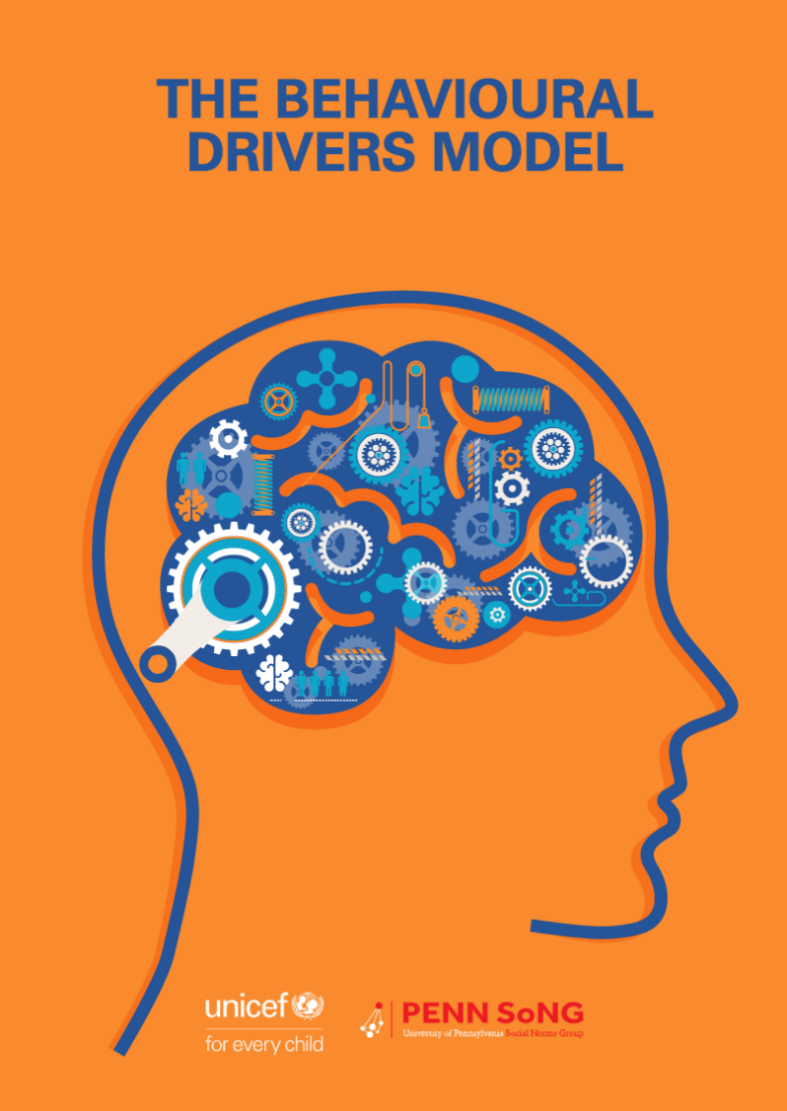 THE BEHAVIOURAL
DRIVERS MODEL
unicef
for every child
PENN SoNG
University of Pennsylvania Social Norms Group